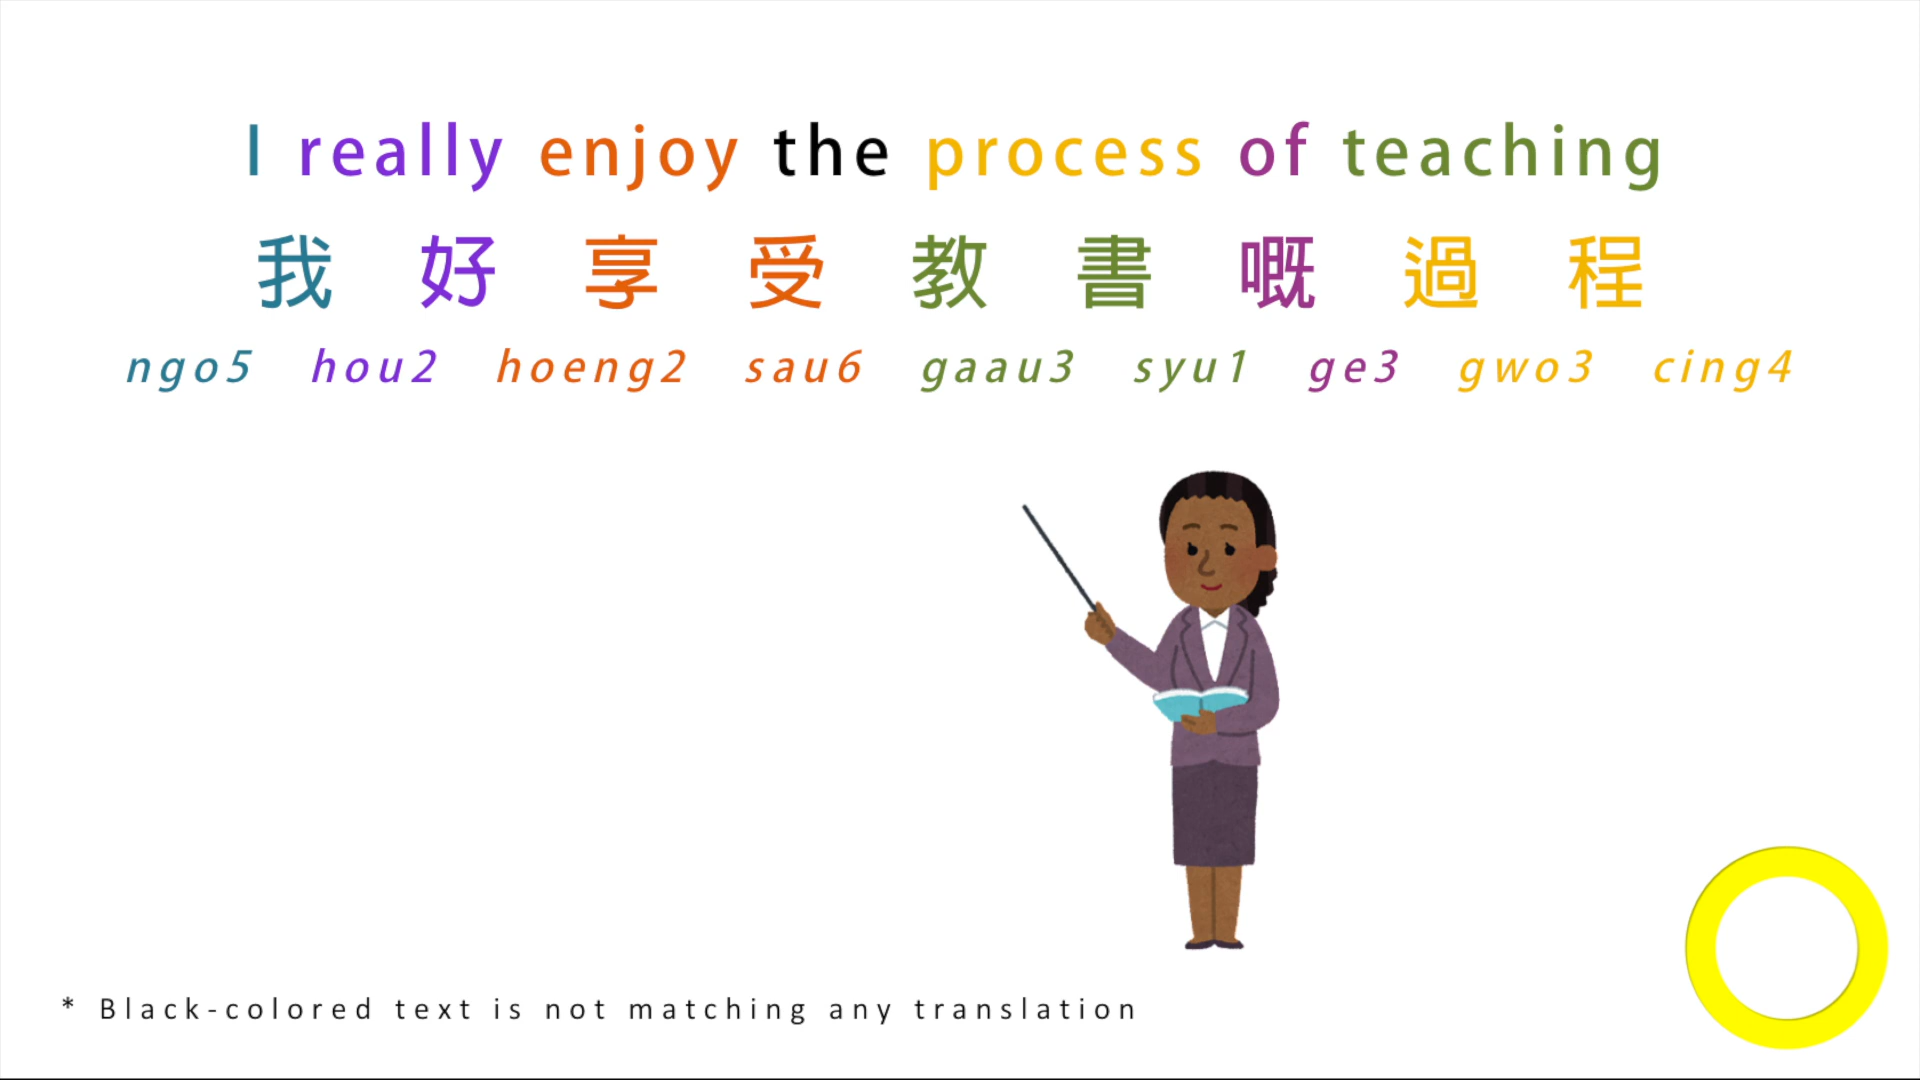 I really enjoy the process of teaching
我好享受教書嘅過程
ngo5 hou2 hoeng2 sau6 gaau3 syu1 ge3 gwo3 cing4
* Black-colored text is not matching any translation